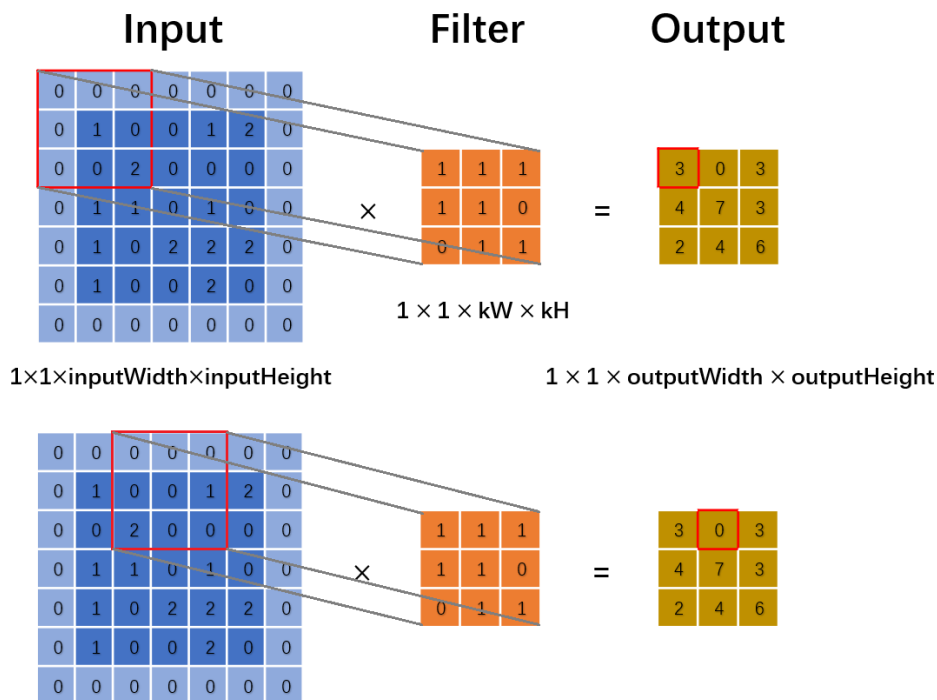 Input Filter Output
0 0 0 0 0 0 0
0 1 0 0 1 2 0
0 0 2 0 0 0 0
0 1 1 0 1 0 0
0 1 0 2 2 2 0
0 1 0 0 2 0 0
0 0 0 0 0 0 0
×
1 1 1
1 1 0
0 1 1
=
3 0 3
4 7 3
2 4 6
1 × 1 × kW × kH
1×1×inputWidth×inputHeight
1 × 1 × outputWidth × outputHeight
0 0 0 0 0 0 0
0 1 0 0 1 2 0
0 0 2 0 0 0 0
0 1 1 0 1 0 0
0 1 0 2 2 2 0
0 1 0 0 2 0 0
0 0 0 0 0 0 0
×
1 1 1
1 1 0
0 1 1
=
3 0 3
4 7 3
2 4 6